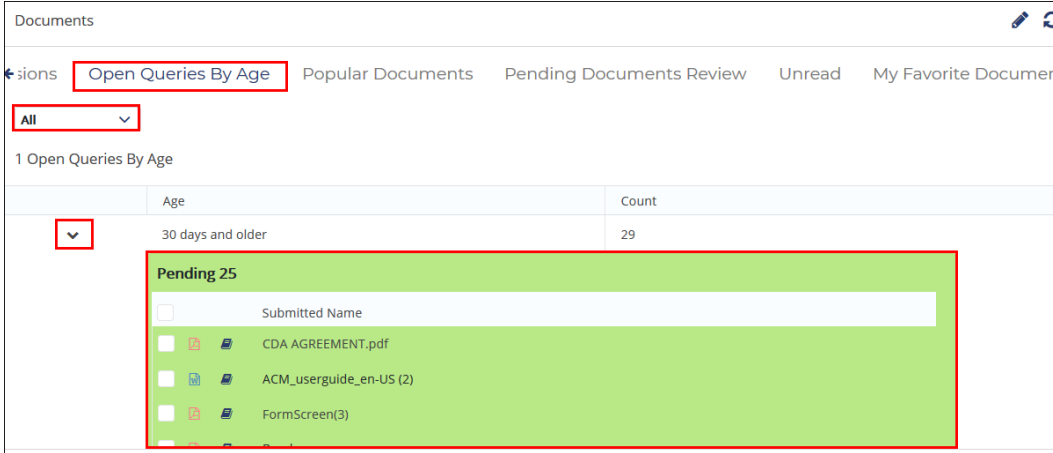 Documents
sions Open Queries By Age Popular Documents Pending Documents Review Unread My Favorite Documen
All
1 Open Queries By Age
Age Count
30 days and older 29
Pending 25
Submitted Name
CDA AGREEMENT.pdf
ACM_userguide_en-US (2)
FormScreen(3)